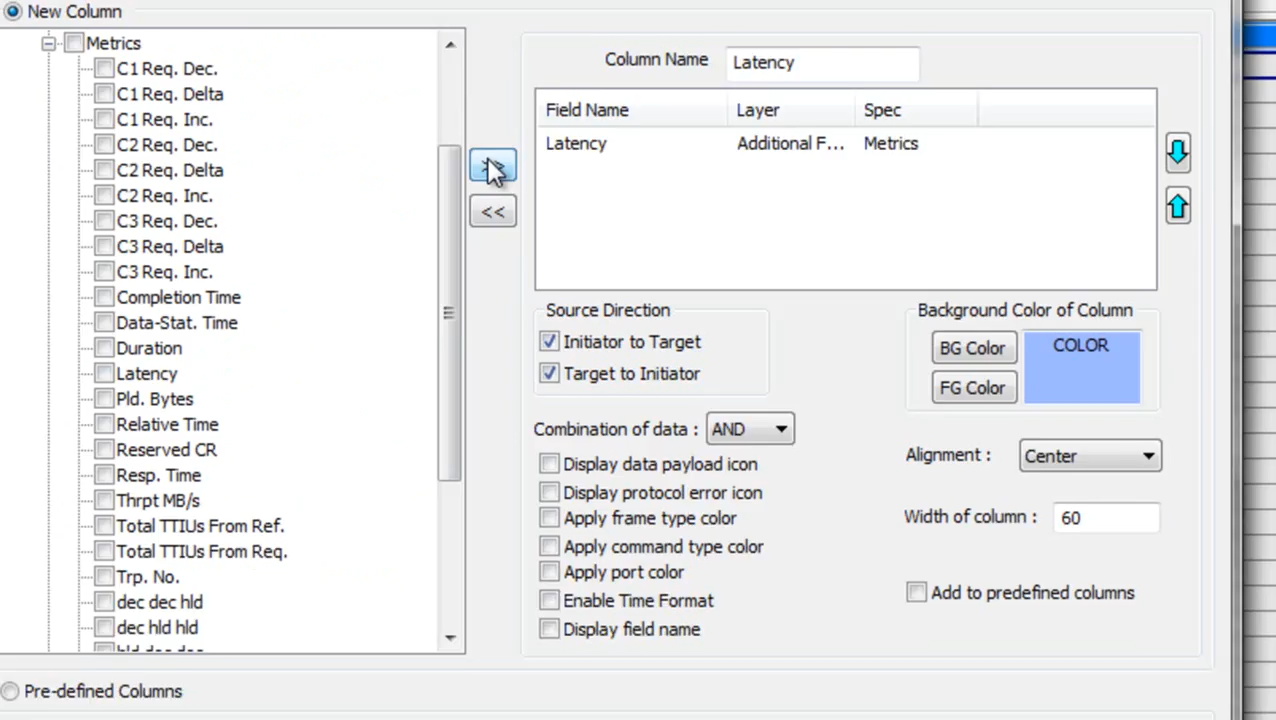 New Column
Metrics
C1 Req. Dec.
C1 Req. Delta
C1 Req. Inc.
C2 Req. Dec.
C2 Req. Delta
C2 Req. Inc.
C3 Req. Dec.
C3 Req. Delta
C3 Req. Inc.
Completion Time
Data-Stat. Time
Duration
Latency
Pld. Bytes
Relative Time
Reserved CR
Resp. Time
Thrpt MB/s
Total TTIUs From Ref.
Total TTIUs From Req.
Trp. No.
dec dec hld
dec hld hld
Pre-defined Columns
<<
Column Name Latency
Field Name Layer Spec
Latency Additional F... Metrics
Source Direction
Initiator to Target
Target to Initiator
Combination of data : AND
Display data payload icon
Display protocol error icon
Apply frame type color
Apply command type color
Apply port color
Enable Time Format
Display field name
Background Color of Column
BG Color COLOR
FG Color
Alignment : Center
Width of column : 60
Add to predefined columns